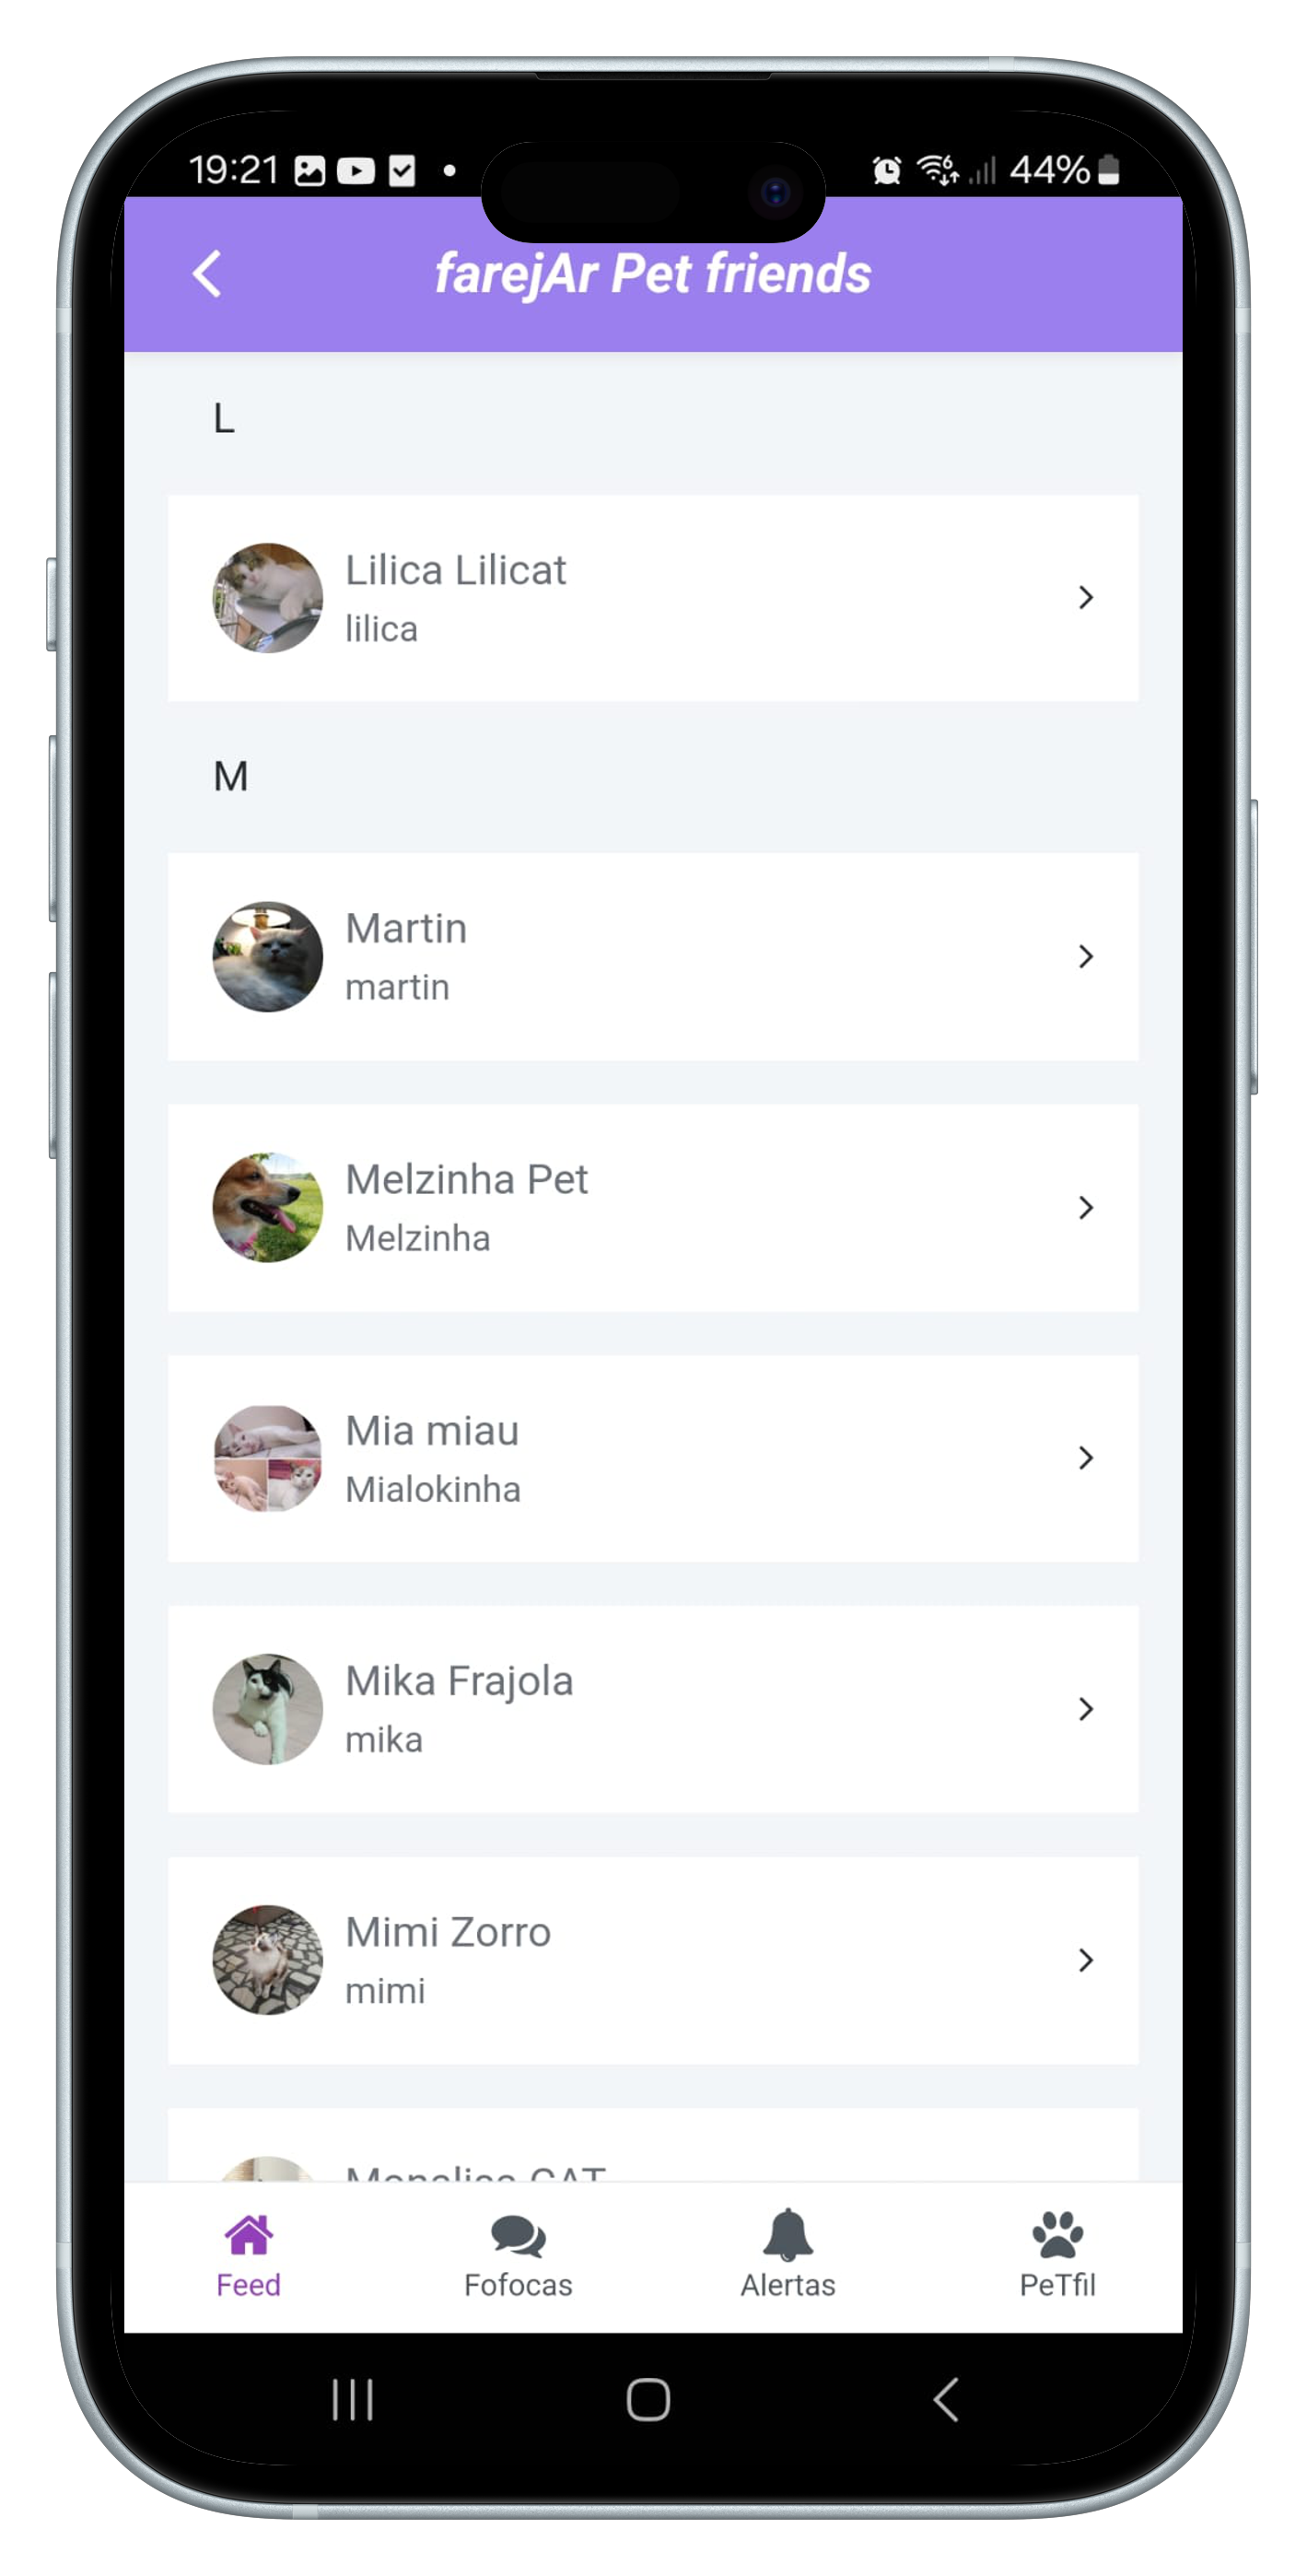 19:21
44%
farejAr Pet friends
L
Lilica Lilicat
lilica
M
Martin
martin
Melzinha Pet
Melzinha
Mia miau
Mialokinha
Mika Frajola
mika
Mimi Zorro
mimi
CAT
Feed
Fofocas
Alertas
PeTfil